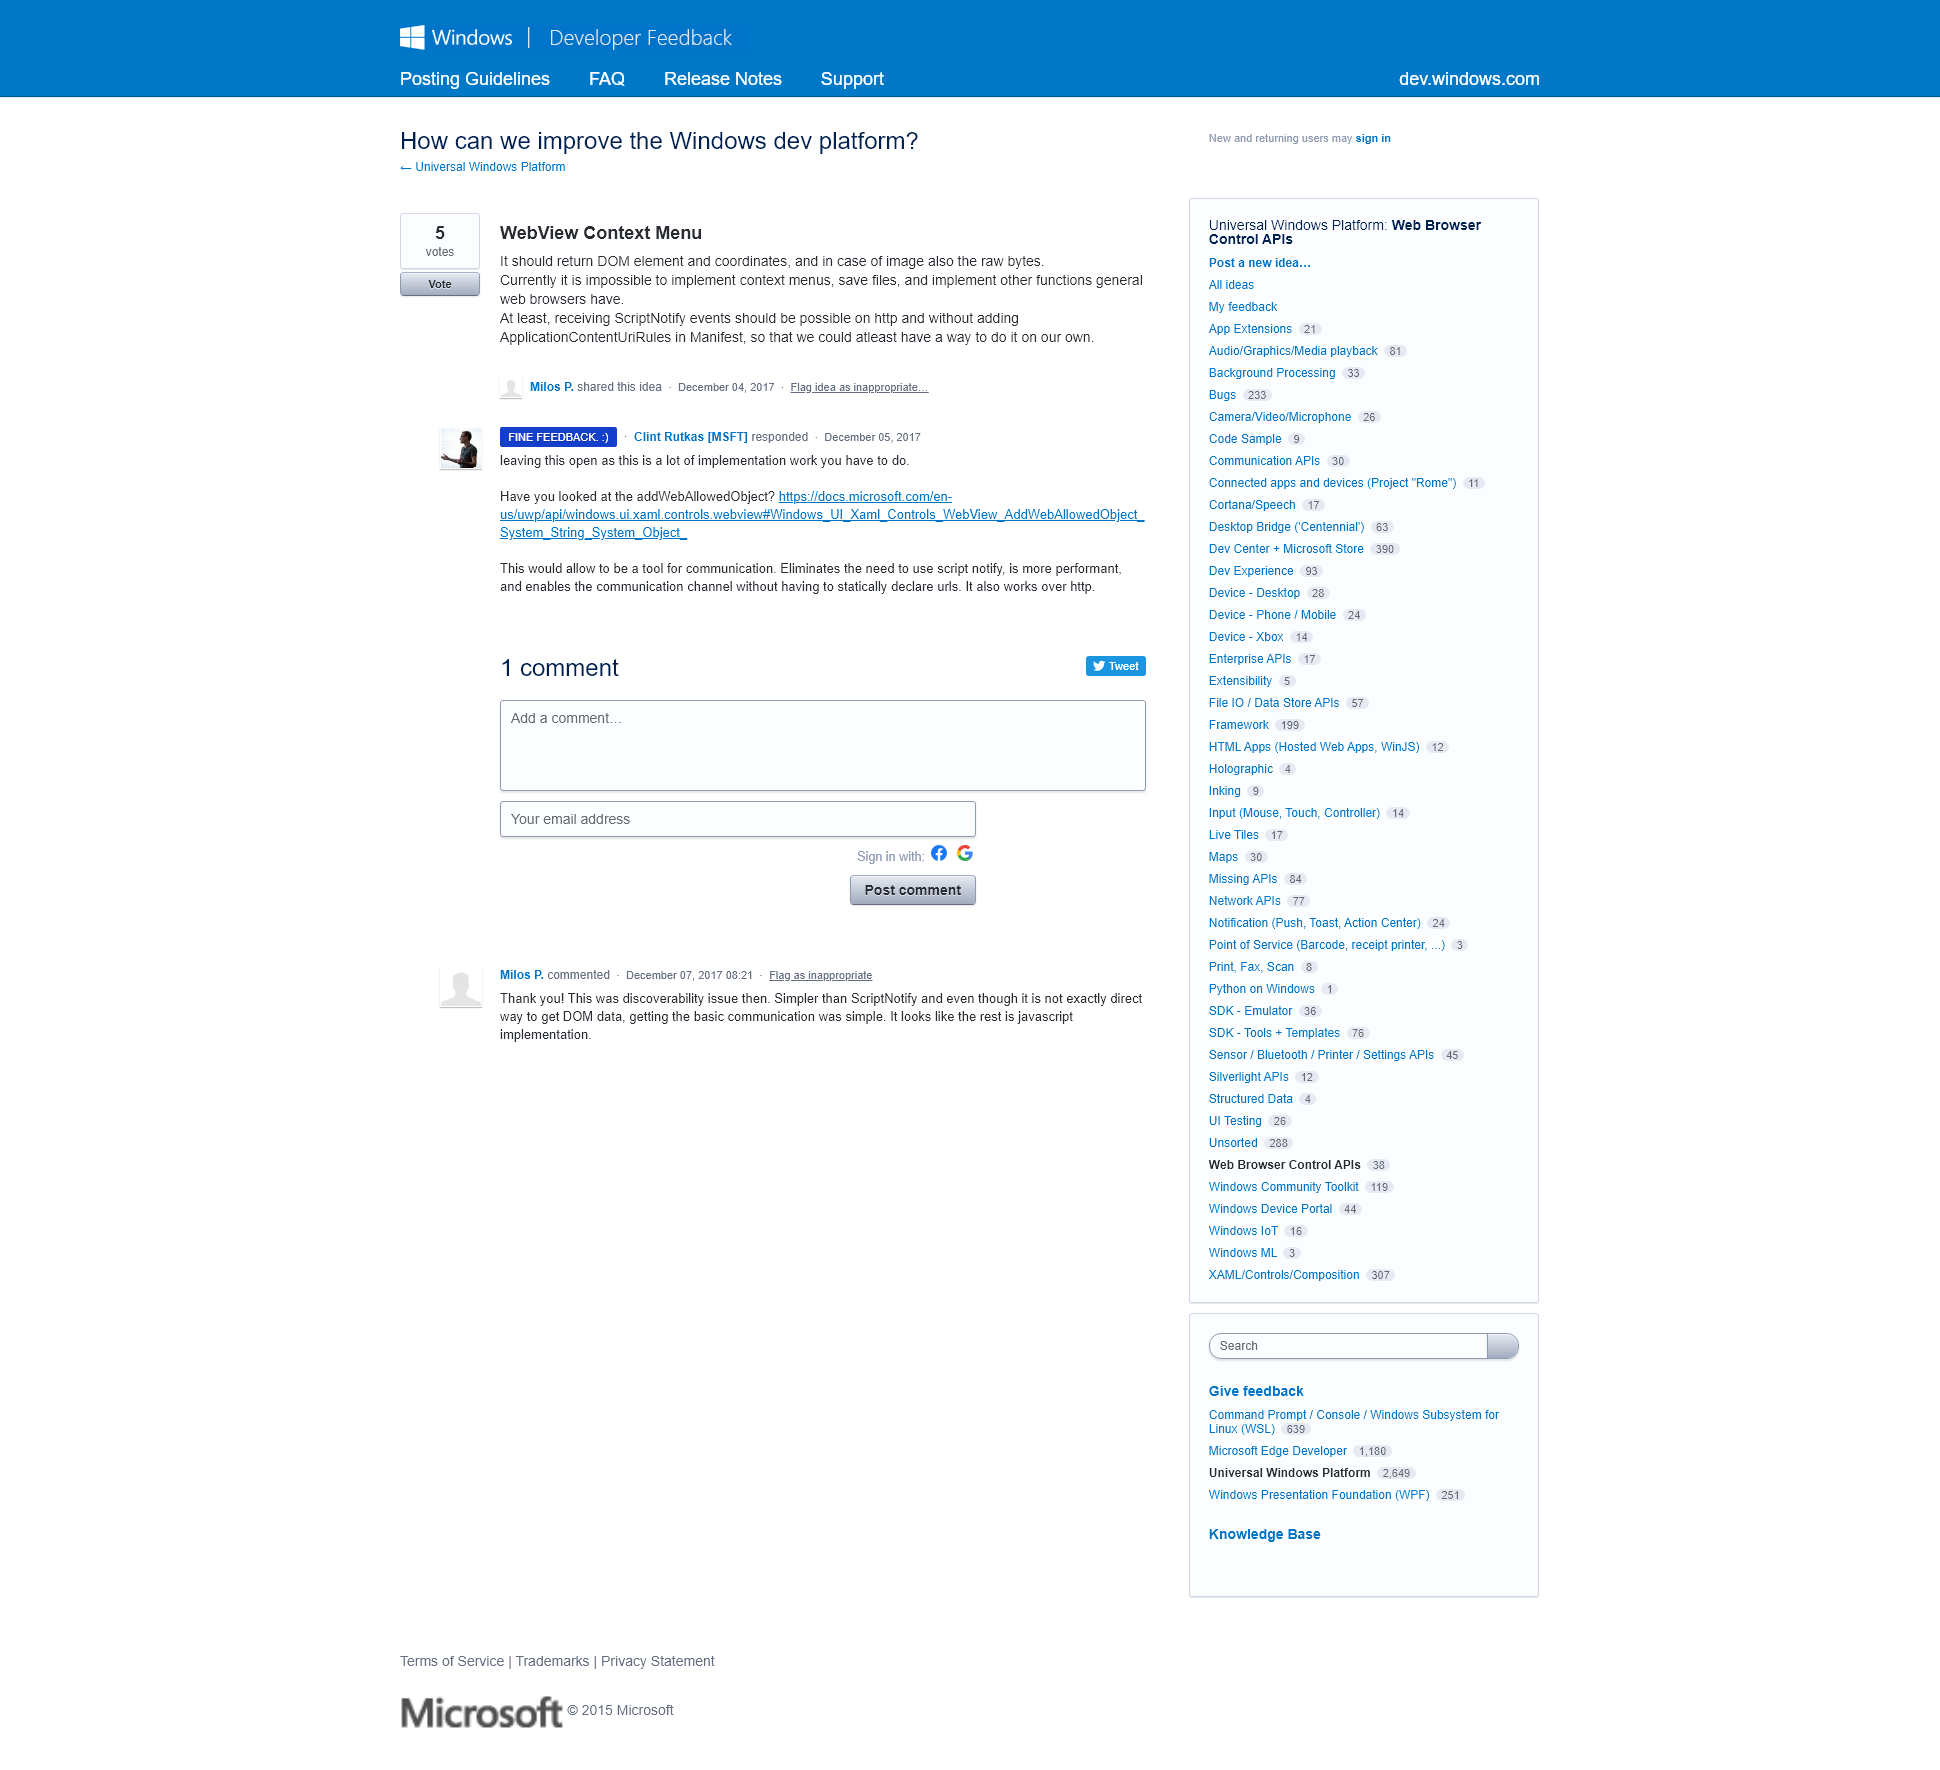 Windows | Developer Feedback
Posting Guidelines FAQ Release Notes Support dev.windows.com
How can we improve the Windows dev platform?
← Universal Windows Platform
New and returning users may sign in
5
votes
Vote
WebView Context Menu
It should return DOM element and coordinates, and in case of image also the raw bytes.
Currently it is impossible to implement context menus, save files, and implement other functions general
web browsers have.
At least, receiving ScriptNotify events should be possible on http and without adding
ApplicationContentUriRules in Manifest, so that we could atleast have a way to do it on our own.
Milos P. shared this idea · December 04, 2017 · Flag idea as inappropriate…
FINE FEEDBACK. :) · Clint Rutkas [MSFT] responded · December 05, 2017
leaving this open as this is a lot of implementation work you have to do.
Have you looked at the addWebAllowedObject? https://docs.microsoft.com/en-
us/uwp/api/windows.ui.xaml.controls.webview#Windows_UI_Xaml_Controls_WebView_AddWebAllowedObject_
System_String_System_Object_
This would allow to be a tool for communication. Eliminates the need to use script notify, is more performant,
and enables the communication channel without having to statically declare urls. It also works over http.
1 comment
Tweet
Add a comment…
Your email address
Sign in with:
Post comment
Milos P. commented · December 07, 2017 08:21 · Flag as inappropriate
Thank you! This was discoverability issue then. Simpler than ScriptNotify and even though it is not exactly direct
way to get DOM data, getting the basic communication was simple. It looks like the rest is javascript
implementation.
Universal Windows Platform: Web Browser
Control APIs
Post a new idea…
All ideas
My feedback
App Extensions 21
Audio/Graphics/Media playback 81
Background Processing 33
Bugs 233
Camera/Video/Microphone 26
Code Sample 9
Communication APIs 30
Connected apps and devices (Project "Rome") 11
Cortana/Speech 17
Desktop Bridge ('Centennial') 63
Dev Center + Microsoft Store 390
Dev Experience 93
Device - Desktop 28
Device - Phone / Mobile 24
Device - Xbox 14
Enterprise APIs 17
Extensibility 5
File IO / Data Store APIs 57
Framework 199
HTML Apps (Hosted Web Apps, WinJS) 12
Holographic 4
Inking 9
Input (Mouse, Touch, Controller) 14
Live Tiles 17
Maps 30
Missing APIs 84
Network APIs 77
Notification (Push, Toast, Action Center) 24
Point of Service (Barcode, receipt printer, ...) 3
Print, Fax, Scan 8
Python on Windows 1
SDK - Emulator 36
SDK - Tools + Templates 76
Sensor / Bluetooth / Printer / Settings APIs 45
Silverlight APIs 12
Structured Data 4
UI Testing 26
Unsorted 288
Web Browser Control APIs 38
Windows Community Toolkit 119
Windows Device Portal 44
Windows IoT 16
Windows ML 3
XAML/Controls/Composition 307
Search
Give feedback
Command Prompt / Console / Windows Subsystem for
Linux (WSL) 639
Microsoft Edge Developer 1,180
Universal Windows Platform 2,649
Windows Presentation Foundation (WPF) 251
Knowledge Base
Terms of Service | Trademarks | Privacy Statement
Microsoft © 2015 Microsoft